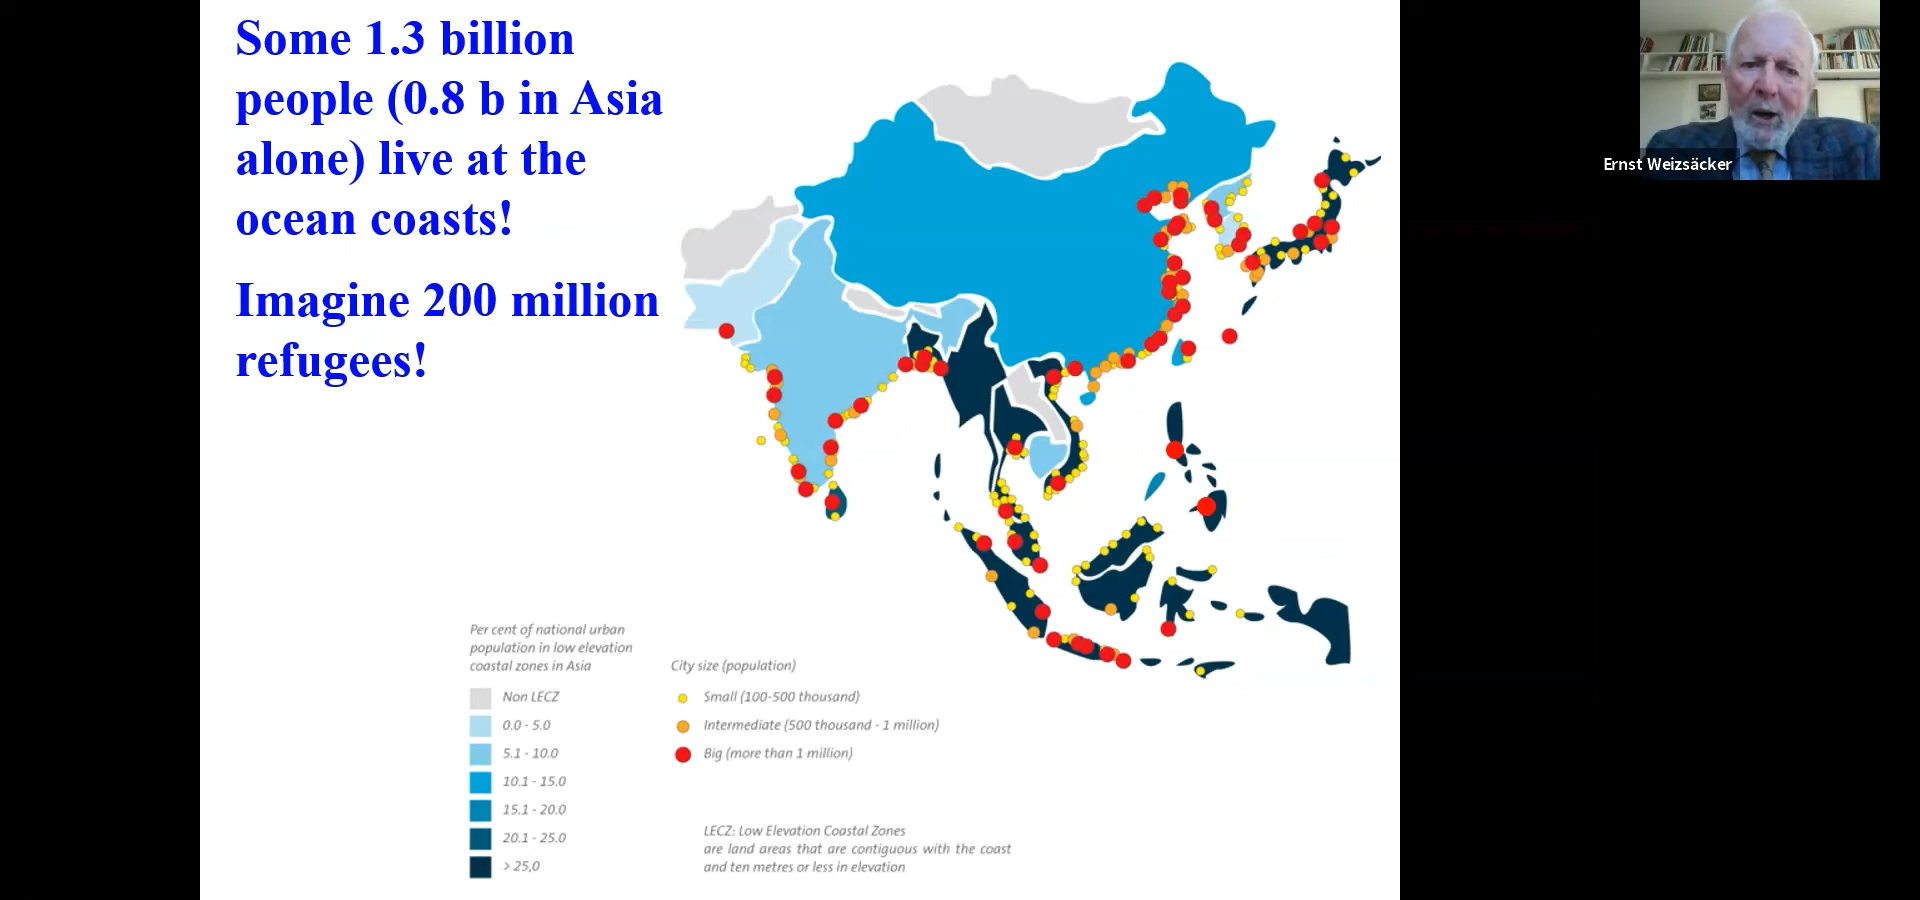 Some 1.3 billion
people (0.8 b in Asia
alone) live at the
ocean coasts!
Imagine 200 million
refugees!
Ernst Weizsäcker
Per cent of national urban
population in low elevation
coastal zones in Asia
Non LECZ
0.0 - 5.0
5.1 - 10.0
10.1 - 15.0
15.1 - 20.0
20.1 - 25.0
> 25,0
City size (population)
Small (100-500 thousand)
Intermediate (500 thousand - 1 million)
Big (more than 1 million)
LECZ: Low Elevation Coastal Zones
are land areas that are contiguous with the coast
and ten metres or less in elevation